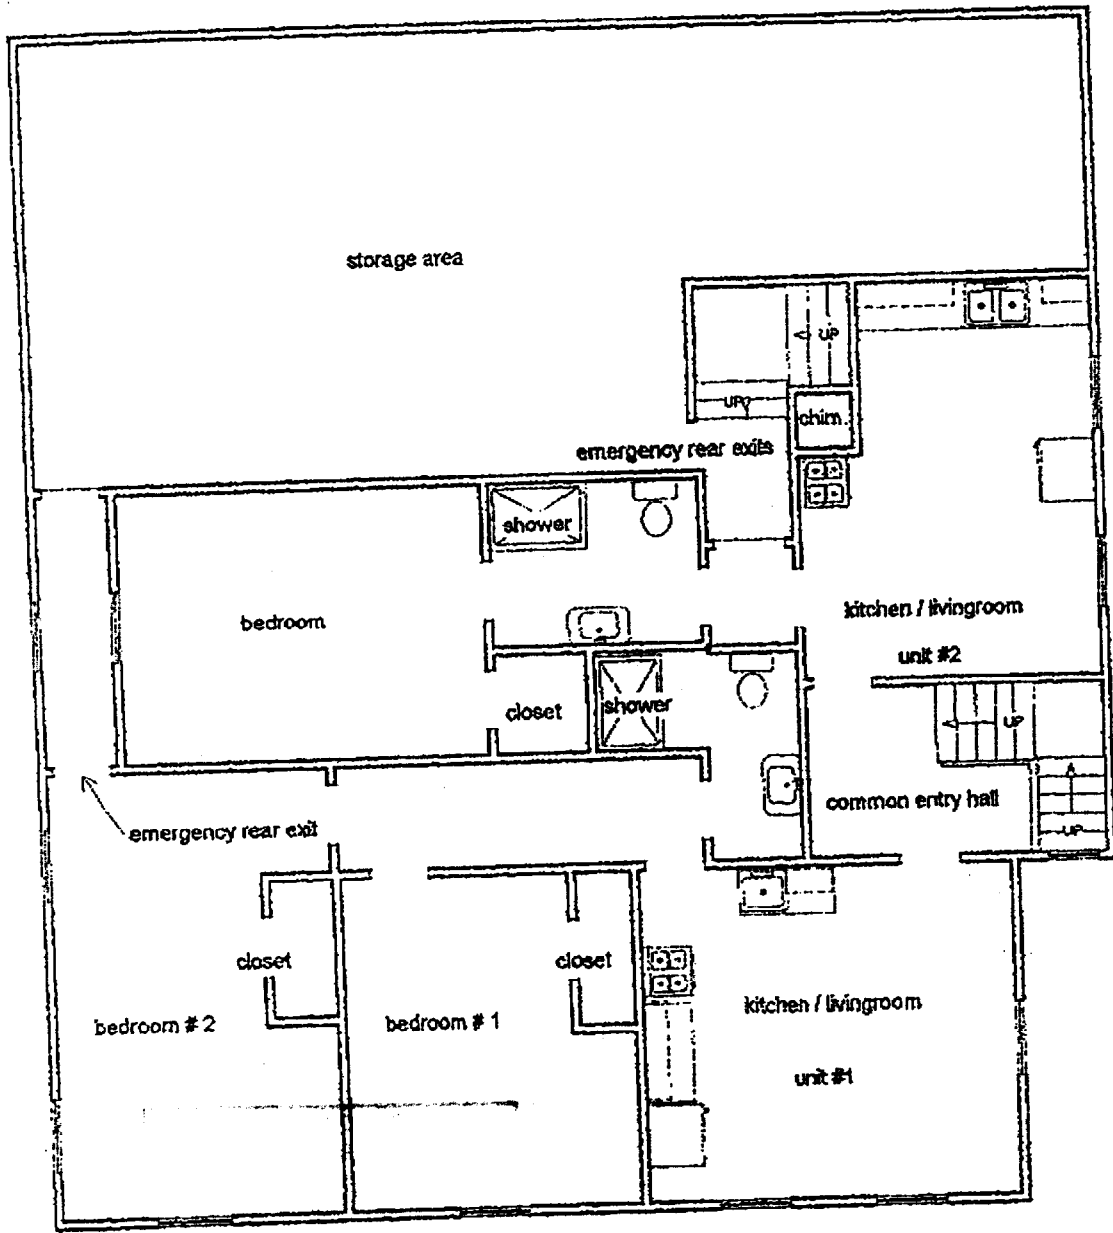 storage area
UP
UP
chim.
emergency rear exits
shower
bedroom
kitchen / livingroom
unit #2
closet
shower
UP
common entry hall
UP
emergency rear exit
closet
closet
kitchen / livingroom
bedroom # 2
bedroom # 1
unit #1